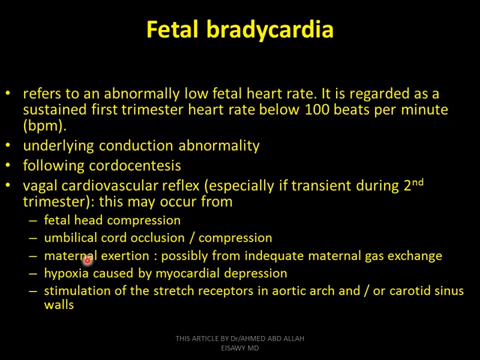 Fetal bradycardia
• refers to an abnormally low fetal heart rate. It is regarded as a
sustained first trimester heart rate below 100 beats per minute
(bpm).
• underlying conduction abnormality
• following cordocentesis
• vagal cardiovascular reflex (especially if transient during 2nd
trimester): this may occur from
– fetal head compression
– umbilical cord occlusion / compression
– maternal exertion : possibly from indequate maternal gas exchange
– hypoxia caused by myocardial depression
– stimulation of the stretch receptors in aortic arch and / or carotid sinus
walls
THIS ARTICLE BY Dr/AHMED ABD ALLAH
EISAWY MD